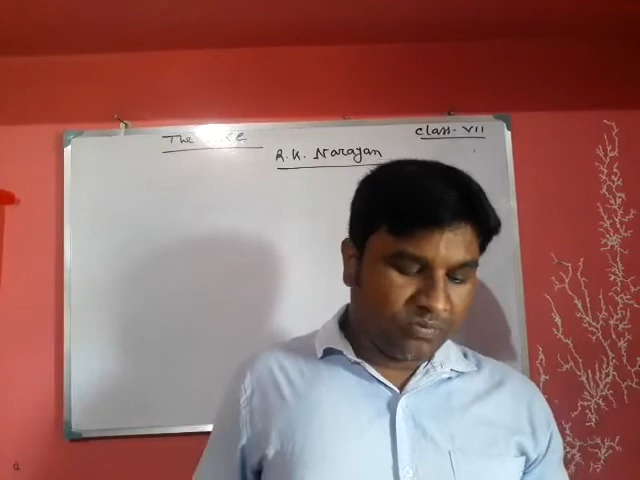 The
Class- VII
R.K. Narayan